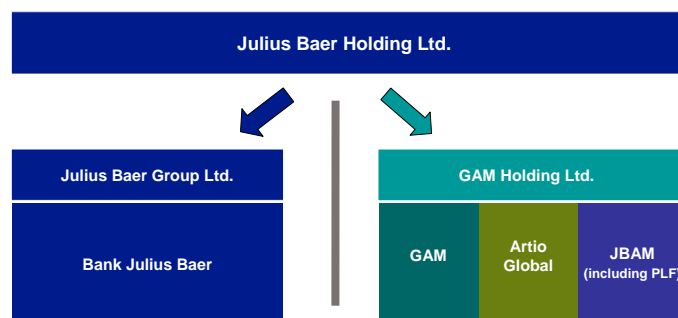 Julius Baer Holding Ltd.
Julius Baer Group Ltd.
GAM Holding Ltd.
Bank Julius Baer
GAM
Artio
Global
JBAM
(including PLF)